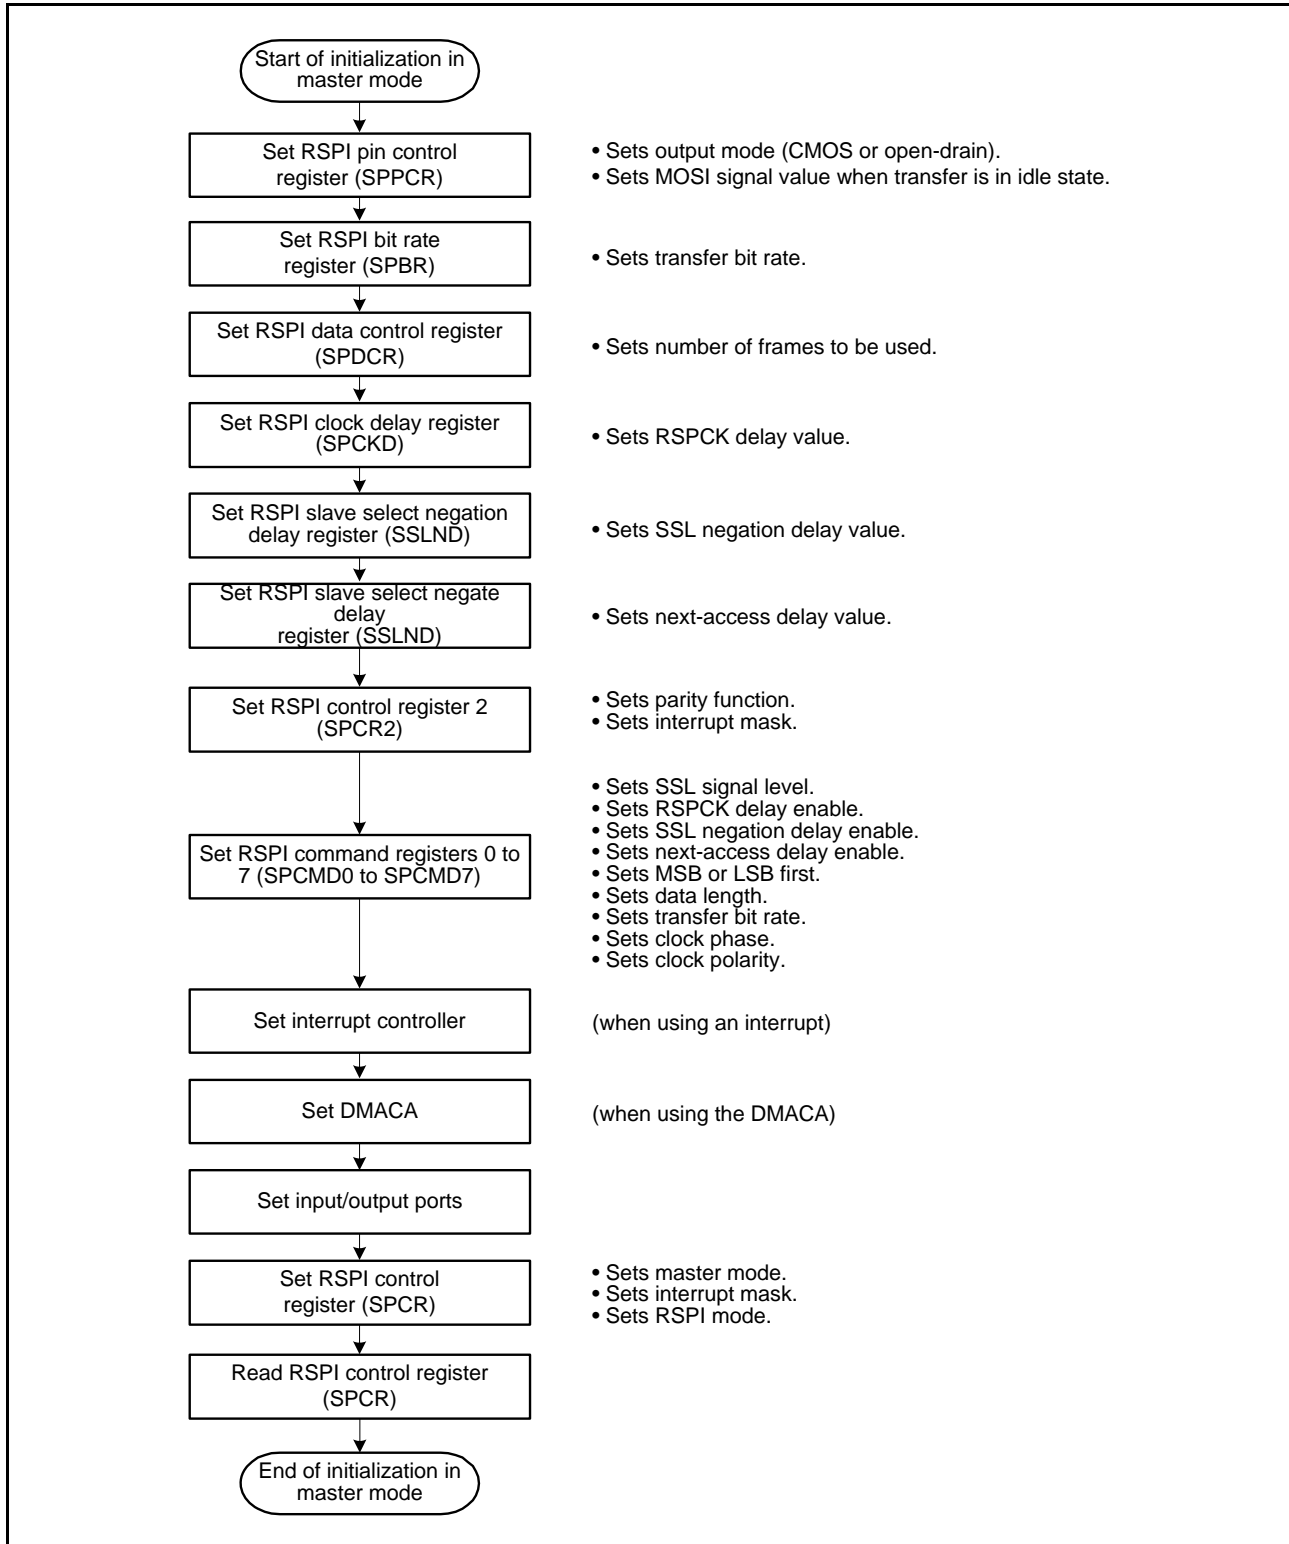 Start of initialization in
master mode
Set RSPI pin control
register (SPPCR)
• Sets output mode (CMOS or open-drain).
• Sets MOSI signal value when transfer is in idle state.
Set RSPI bit rate
register (SPBR)
• Sets transfer bit rate.
Set RSPI data control register
(SPDCR)
• Sets number of frames to be used.
Set RSPI clock delay register
(SPCKD)
• Sets RSPCK delay value.
Set RSPI slave select negation
delay register (SSLND)
• Sets SSL negation delay value.
Set RSPI slave select negate
delay
register (SSLND)
• Sets next-access delay value.
Set RSPI control register 2
(SPCR2)
• Sets parity function.
• Sets interrupt mask.
Set RSPI command registers 0 to
7 (SPCMD0 to SPCMD7)
• Sets SSL signal level.
• Sets RSPCK delay enable.
• Sets SSL negation delay enable.
• Sets next-access delay enable.
• Sets MSB or LSB first.
• Sets data length.
• Sets transfer bit rate.
• Sets clock phase.
• Sets clock polarity.
Set interrupt controller
(when using an interrupt)
Set DMACA
(when using the DMACA)
Set input/output ports
Set RSPI control
register (SPCR)
• Sets master mode.
• Sets interrupt mask.
• Sets RSPI mode.
Read RSPI control register
(SPCR)
End of initialization in
master mode